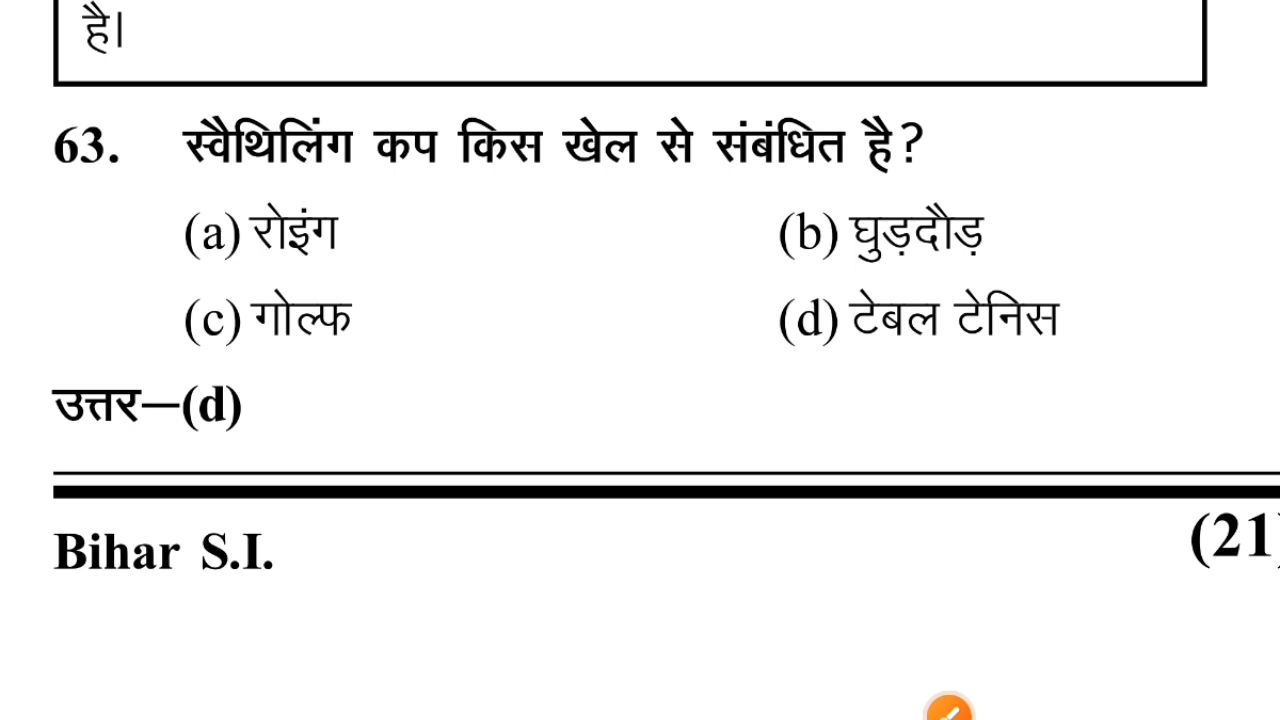 है।
63. स्वैथिलिंग कप किस खेल से संबंधित है?
(a) रोइंग (b) घुड़दौड़
(c) गोल्फ (d) टेबल टेनिस
उत्तर—(d)
Bihar S.I. (21)